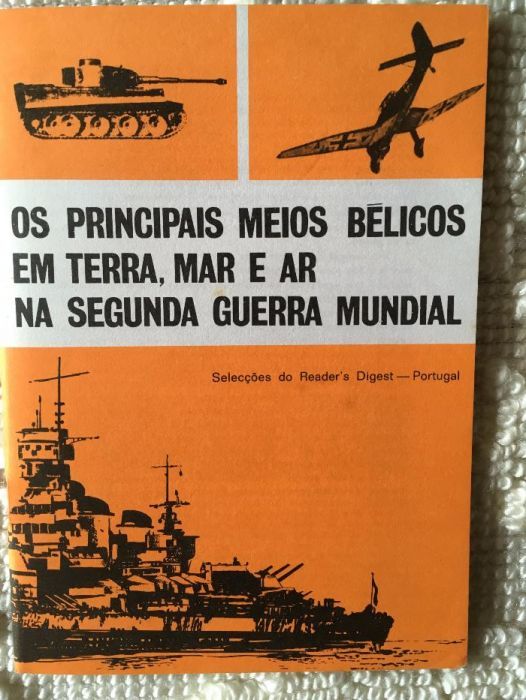 OS PRINCIPAIS MEIOS BÉLICOS
EM TERRA, MAR E AR
NA SEGUNDA GUERRA MUNDIAL
Selecções do Reader's Digest — Portugal